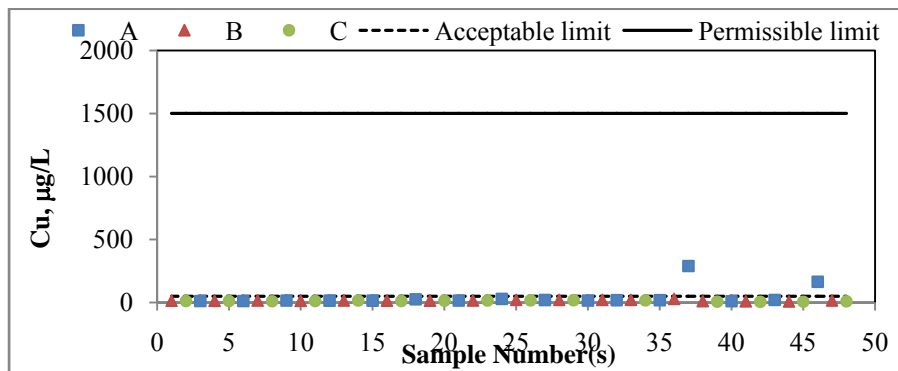 A B C Acceptable limit Permissible limit
2000
1500
1000
500
0
Cu, µg/L
0 5 10 15 20 25 30 35 40 45 50
Sample Number(s)